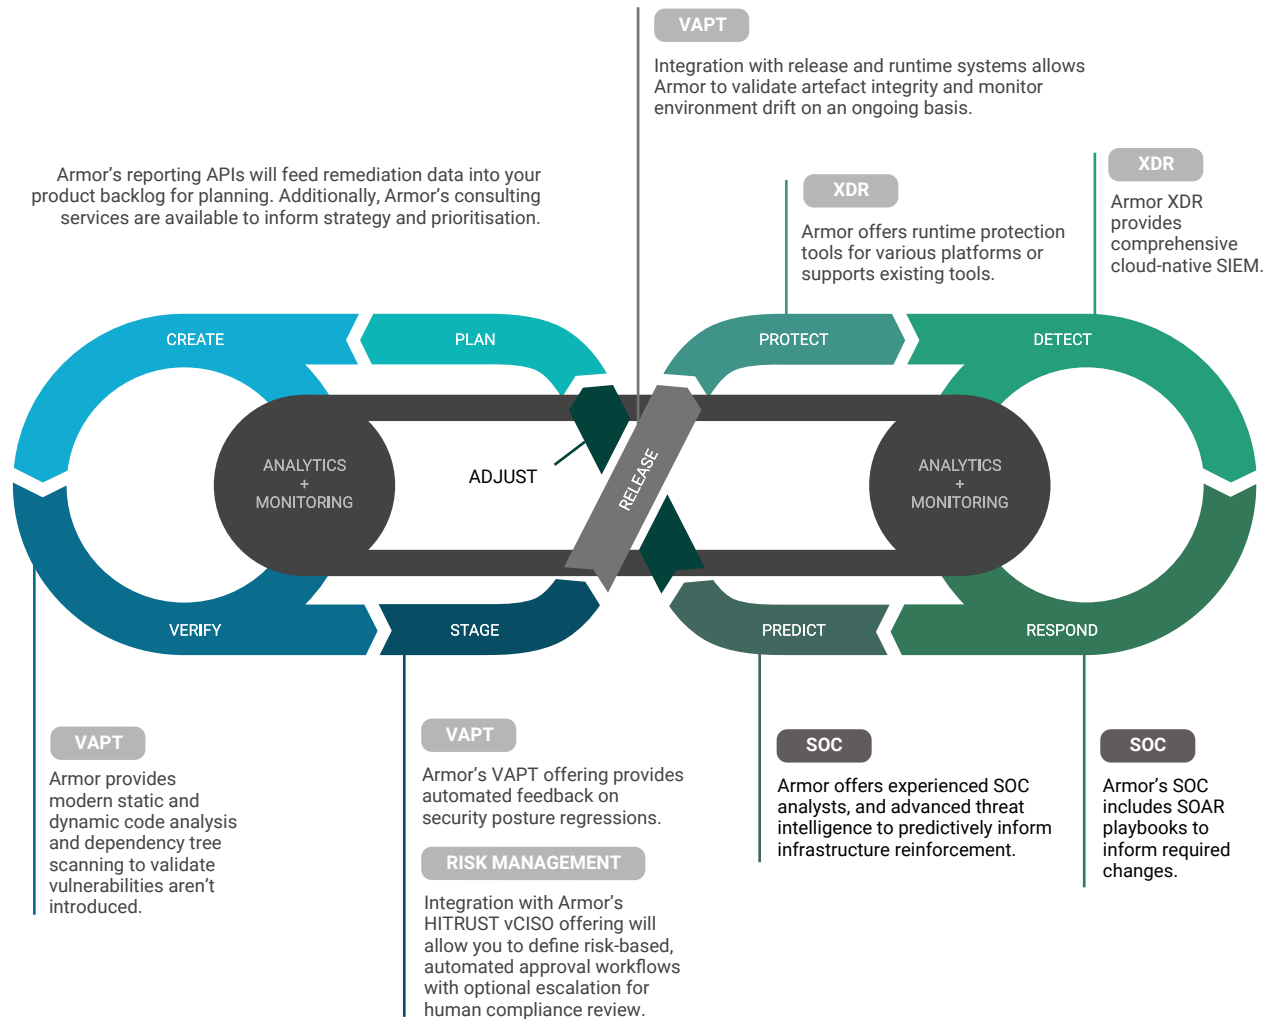 VAPT
Integration with release and runtime systems allows
Armor to validate artefact integrity and monitor
environment drift on an ongoing basis.
Armor's reporting APIs will feed remediation data into your
product backlog for planning. Additionally, Armor's consulting
services are available to inform strategy and prioritisation.
XDR
Armor offers runtime protection
tools for various platforms or
supports existing tools.
XDR
Armor XDR
provides
comprehensive
cloud-native SIEM.
CREATE
PLAN
PROTECT
DETECT
ANALYTICS
+
MONITORING
ADJUST
RELEASE
ANALYTICS
+
MONITORING
VERIFY
STAGE
PREDICT
RESPOND
VAPT
Armor provides
modern static and
dynamic code analysis
and dependency tree
scanning to validate
vulnerabilities aren't
introduced.
VAPT
Armor's VAPT offering provides
automated feedback on
security posture regressions.
RISK MANAGEMENT
Integration with Armor's
HITRUST vCISO offering will
allow you to define risk-based,
automated approval workflows
with optional escalation for
human compliance review.
SOC
Armor offers experienced SOC
analysts, and advanced threat
intelligence to predictively inform
infrastructure reinforcement.
SOC
Armor's SOC
includes SOAR
playbooks to
inform required
changes.